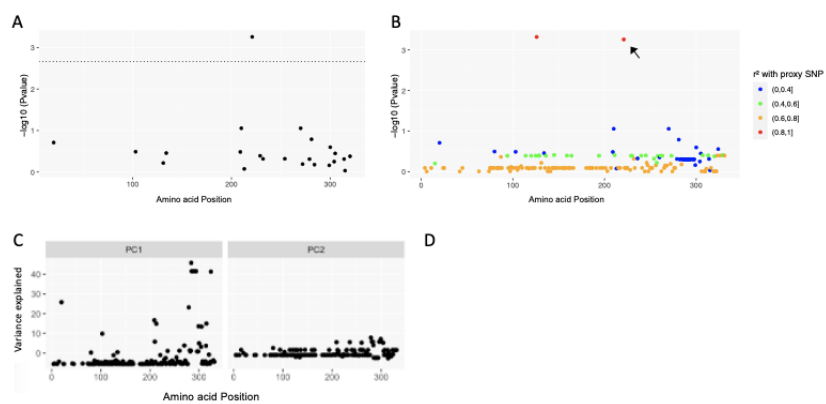 A
−log10 (Pvalue)
3
2
1
0
100
200
300
Amino acid Position
B
−log10 (Pvalue)
3
2
1
0
0
100
200
300
Amino acid Position
r² with proxy SNP
(0,0.4]
(0.4,0.6]
(0.6,0.8]
(0.8,1]
C
PC1
PC2
Variance explained
40
30
20
10
0
0
100
200
300
0
100
200
300
Amino acid Position
D